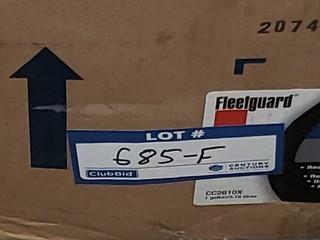 2074
Fleetguard
LOT #
685-F
ClubBid
CENTURY
AUCTIONS
CC2610X